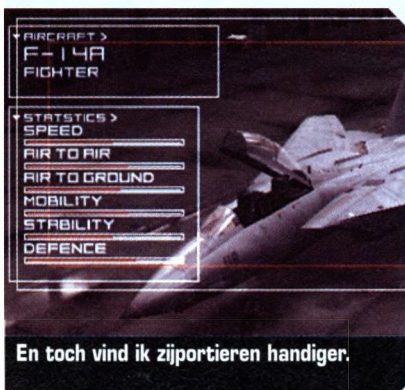 AIRCRAFT >
F-14A
FIGHTER
STATSTICS >
SPEED
AIR TO AIR
AIR TO GROUND
MOBILITY
STABILITY
DEFENCE
En toch vind ik zijportieren handiger.